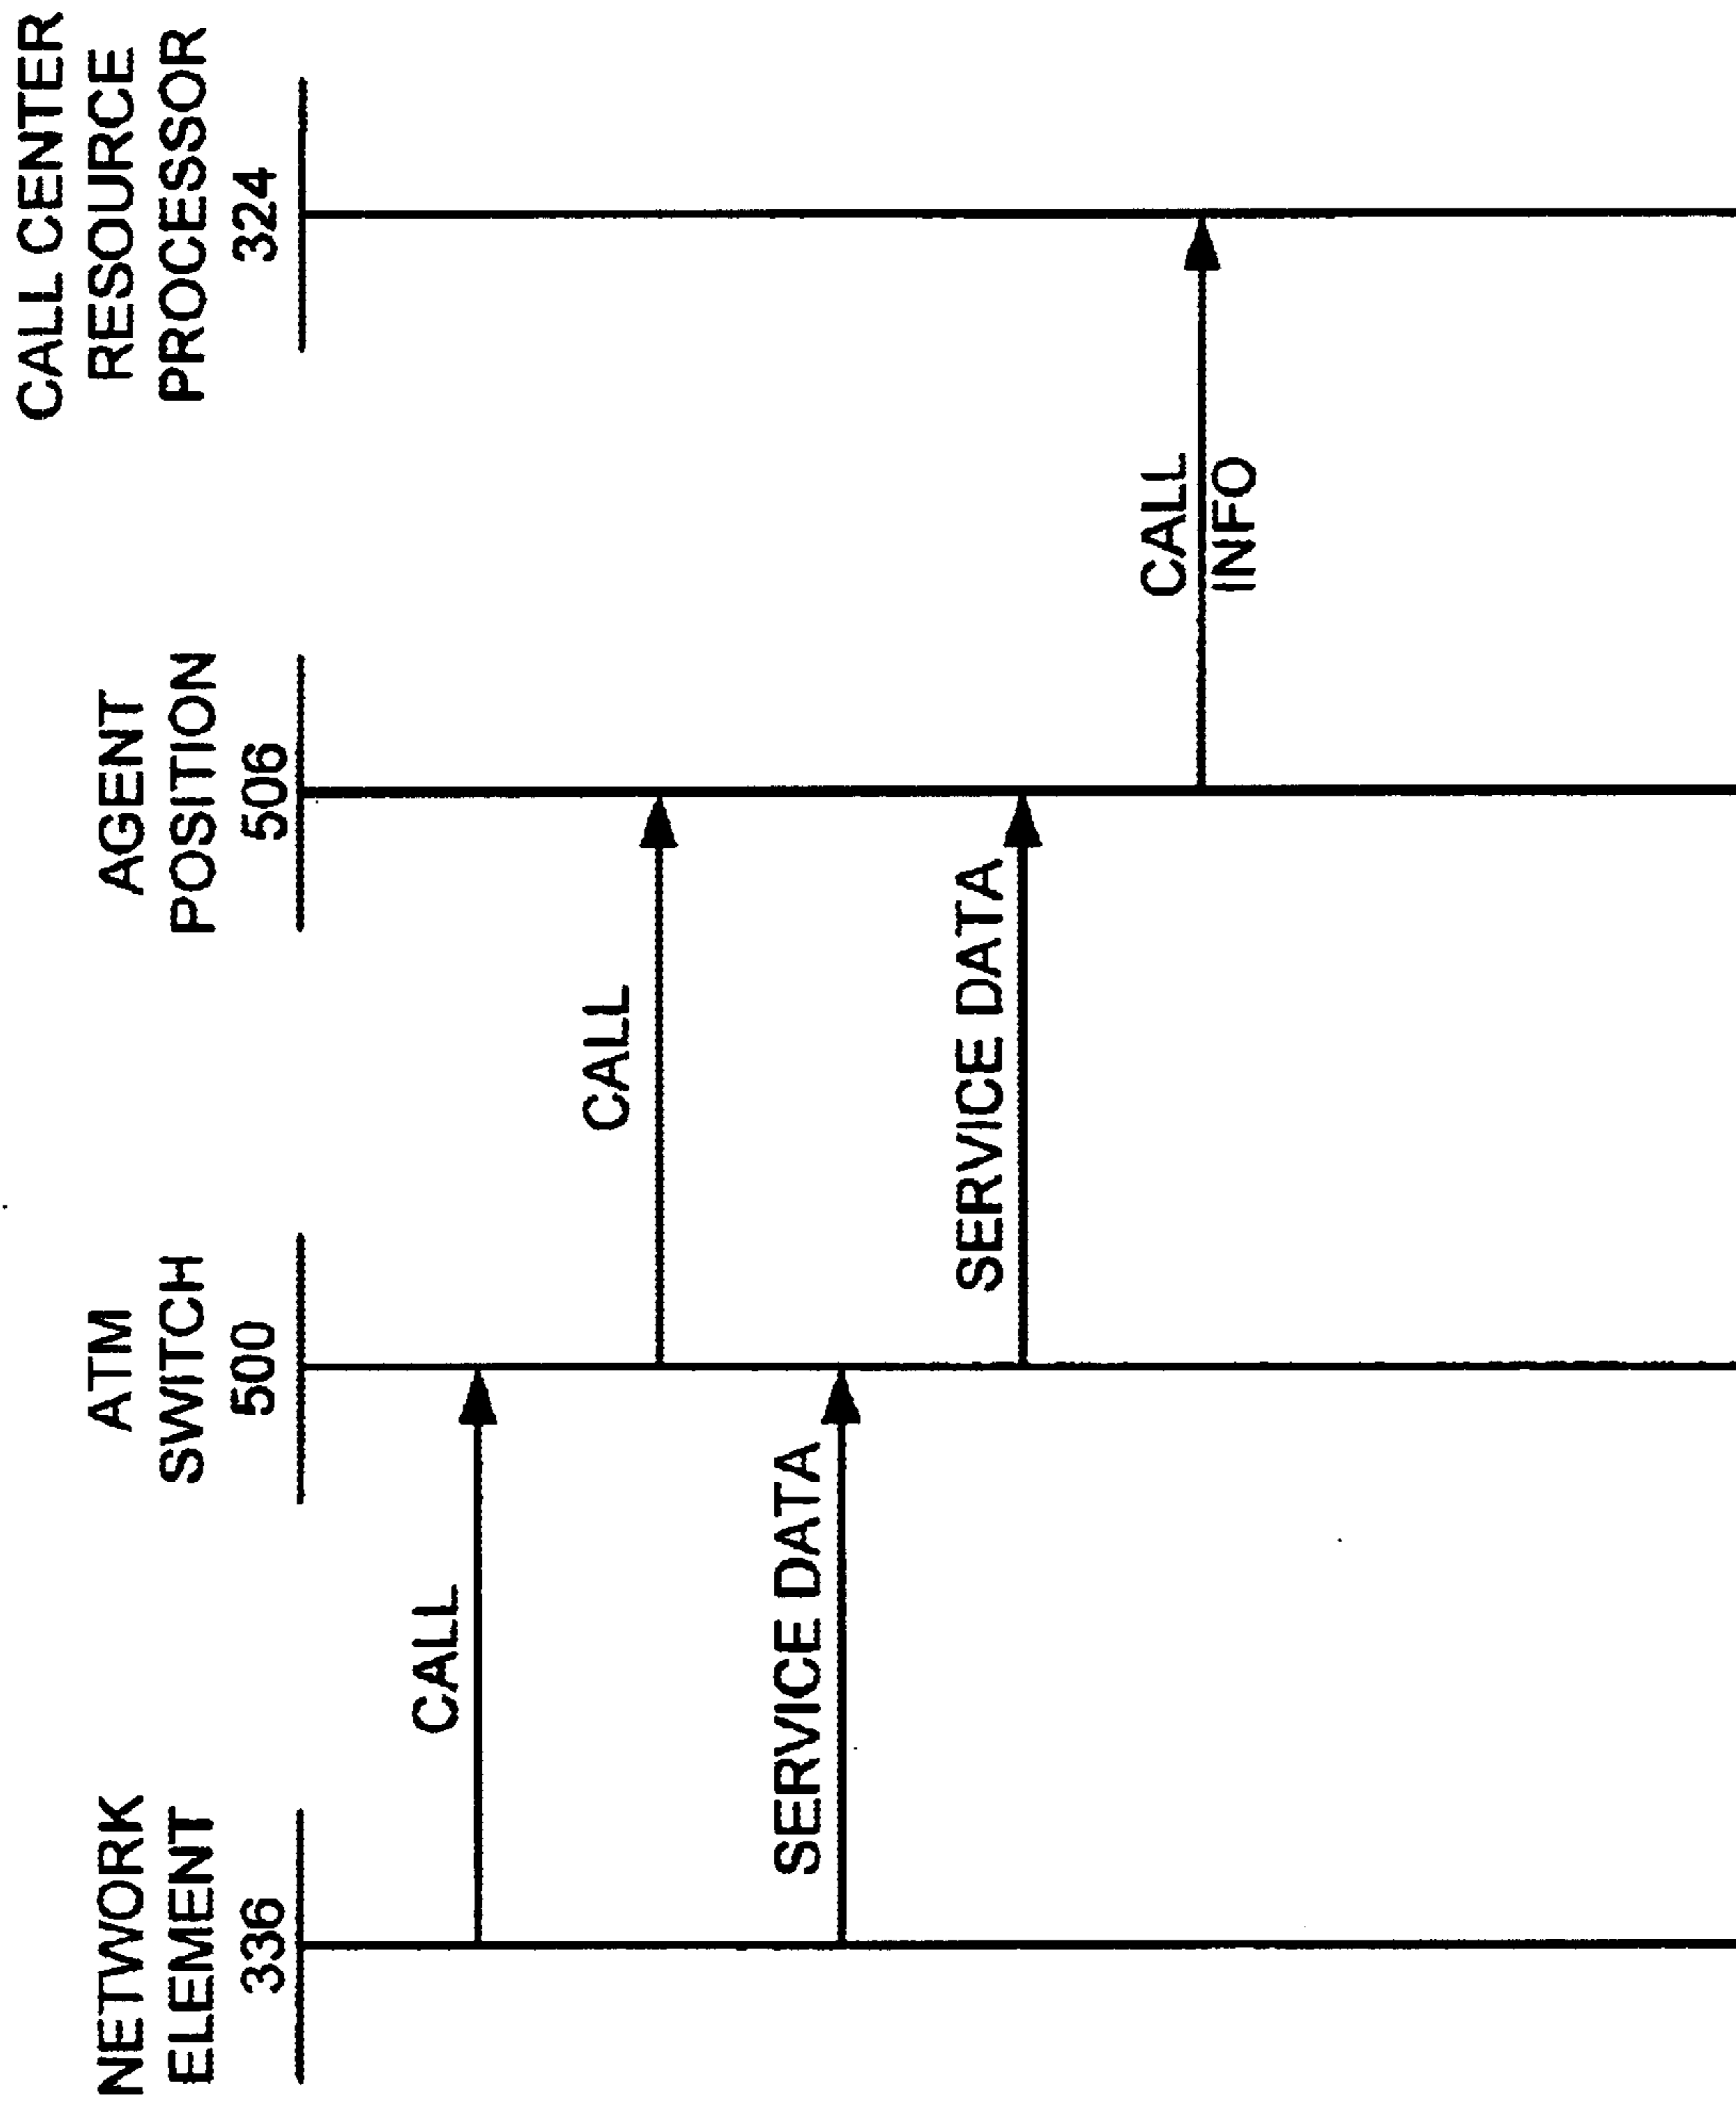 NETWORK
ELEMENT
336
ATM
SWITCH
500
AGENT
POSITION
506
CALL CENTER
RESOURCE
PROCESSOR
324
CALL
CALL
SERVICE DATA
SERVICE DATA
CALL
INFO